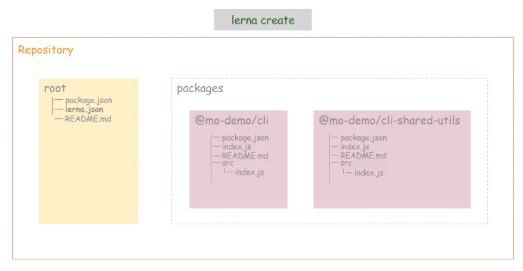 lerna create
Repository
root
package.json
lerna.json
README.md
packages
@mo-demo/cli
package.json
index.js
README.md
src
index.js
@mo-demo/cli-shared-utils
package.json
index.js
README.md
src
index.js